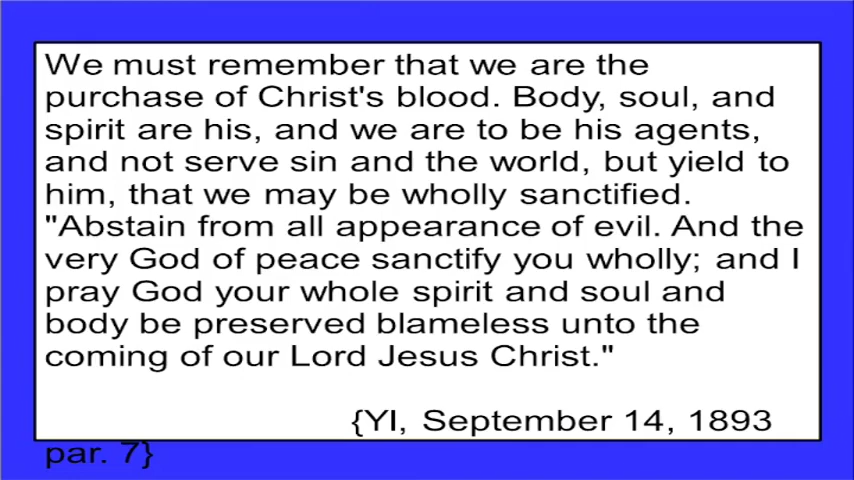 We must remember that we are the
purchase of Christ's blood. Body, soul, and
spirit are his, and we are to be his agents,
and not serve sin and the world, but yield to
him, that we may be wholly sanctified.
"Abstain from all appearance of evil. And the
very God of peace sanctify you wholly; and I
pray God your whole spirit and soul and
body be preserved blameless unto the
coming of our Lord Jesus Christ."
{YI, September 14, 1893
par. 7}